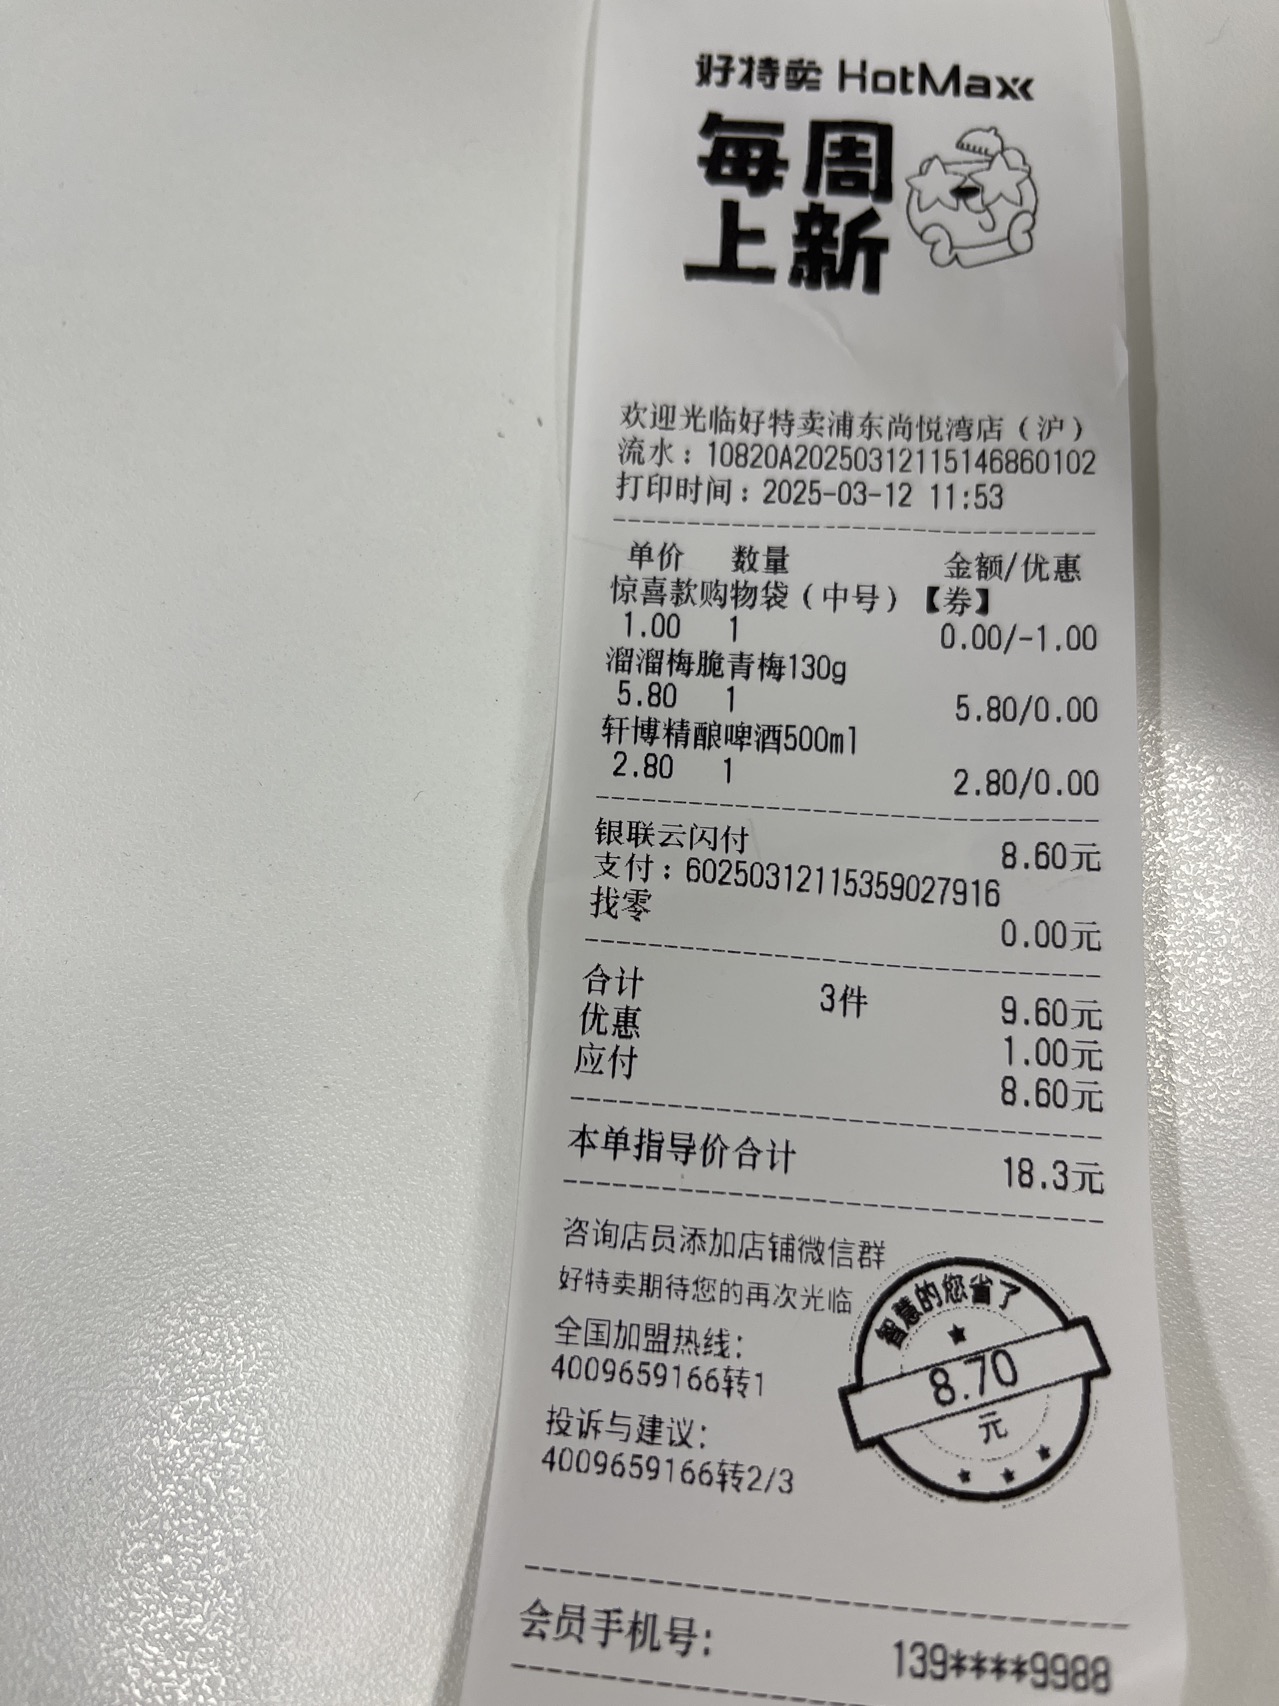 好特卖 HotMaxx
每周
上新
欢迎光临好特卖浦东尚悦湾店（沪）
流水：10820A20250312115146860102
打印时间：2025-03-12 11:53
单价 数量 金额/优惠
惊喜款购物袋（中号）【券】
1.00 1 0.00/-1.00
溜溜梅脆青梅130g
5.80 1 5.80/0.00
轩博精酿啤酒500ml
2.80 1 2.80/0.00
银联云闪付 8.60元
支付：60250312115359027916
找零 0.00元
合计 3件 9.60元
优惠 1.00元
应付 8.60元
本单指导价合计 18.3元
咨询店员添加店铺微信群
好特卖期待您的再次光临
全国加盟热线：
4009659166转1
投诉与建议：
4009659166转2/3
智慧的您省了
8.70
元
会员手机号： 139****9988